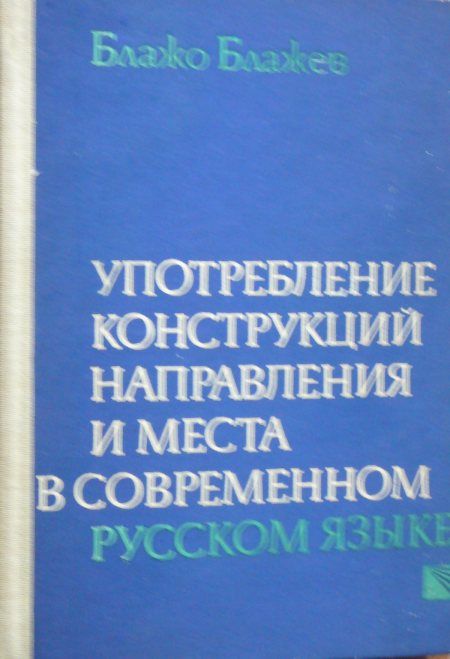 Блажо Блажев
УПОТРЕБЛЕНИЕ
КОНСТРУКЦИЙ
НАПРАВЛЕНИЯ
И МЕСТА
В СОВРЕМЕННОМ
РУССКОМ ЯЗЫКЕ